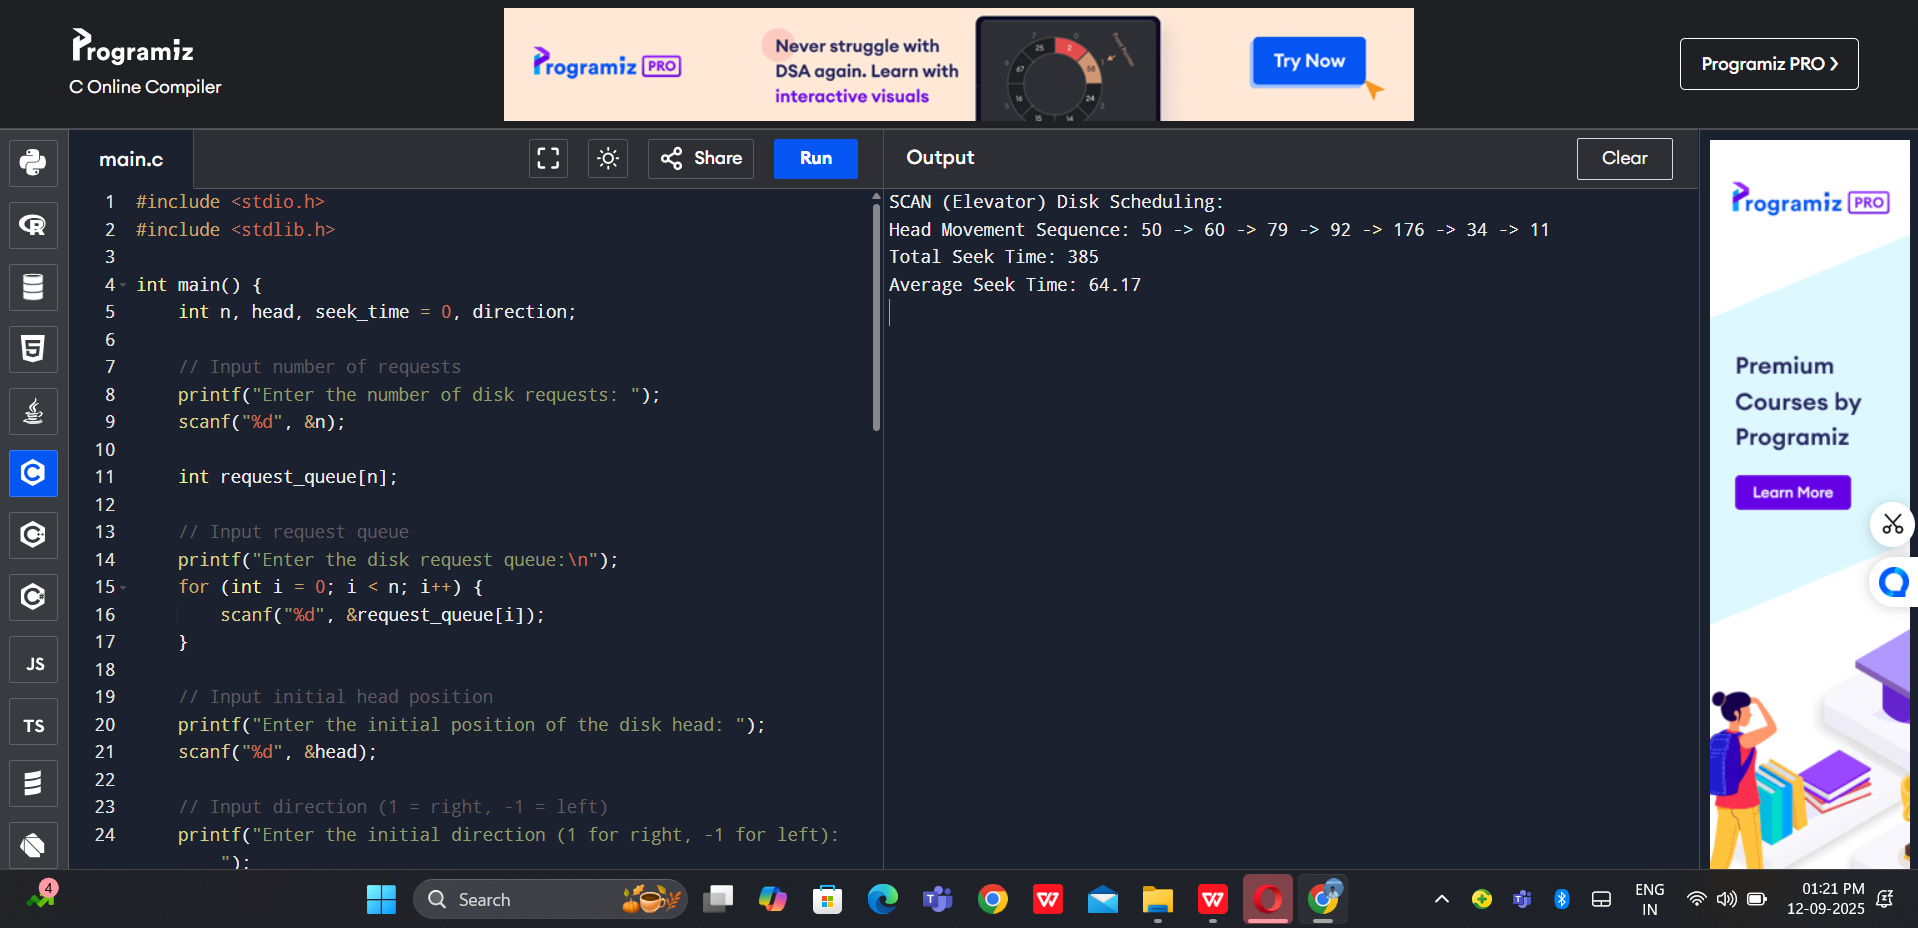 Programiz
C Online Compiler
Programiz PRO
Never struggle with
DSA again. Learn with
interactive visuals
Try Now
Programiz PRO ❯
main.c
Share
Run
Output
Clear
1 #include <stdio.h>
2 #include <stdlib.h>
3
4 int main() {
5 int n, head, seek_time = 0, direction;
6
7 // Input number of requests
8 printf("Enter the number of disk requests: ");
9 scanf("%d", &n);
10
11 int request_queue[n];
12
13 // Input request queue
14 printf("Enter the disk request queue:\n");
15 for (int i = 0; i < n; i++) {
16 scanf("%d", &request_queue[i]);
17 }
18
19 // Input initial head position
20 printf("Enter the initial position of the disk head: ");
21 scanf("%d", &head);
22
23 // Input direction (1 = right, -1 = left)
24 printf("Enter the initial direction (1 for right, -1 for left):
");
SCAN (Elevator) Disk Scheduling:
Head Movement Sequence: 50 -> 60 -> 79 -> 92 -> 176 -> 34 -> 11
Total Seek Time: 385
Average Seek Time: 64.17
Programiz PRO
Premium
Courses by
Programiz
Learn More
JS
TS
4
Search
ENG
IN
01:21 PM
12-09-2025